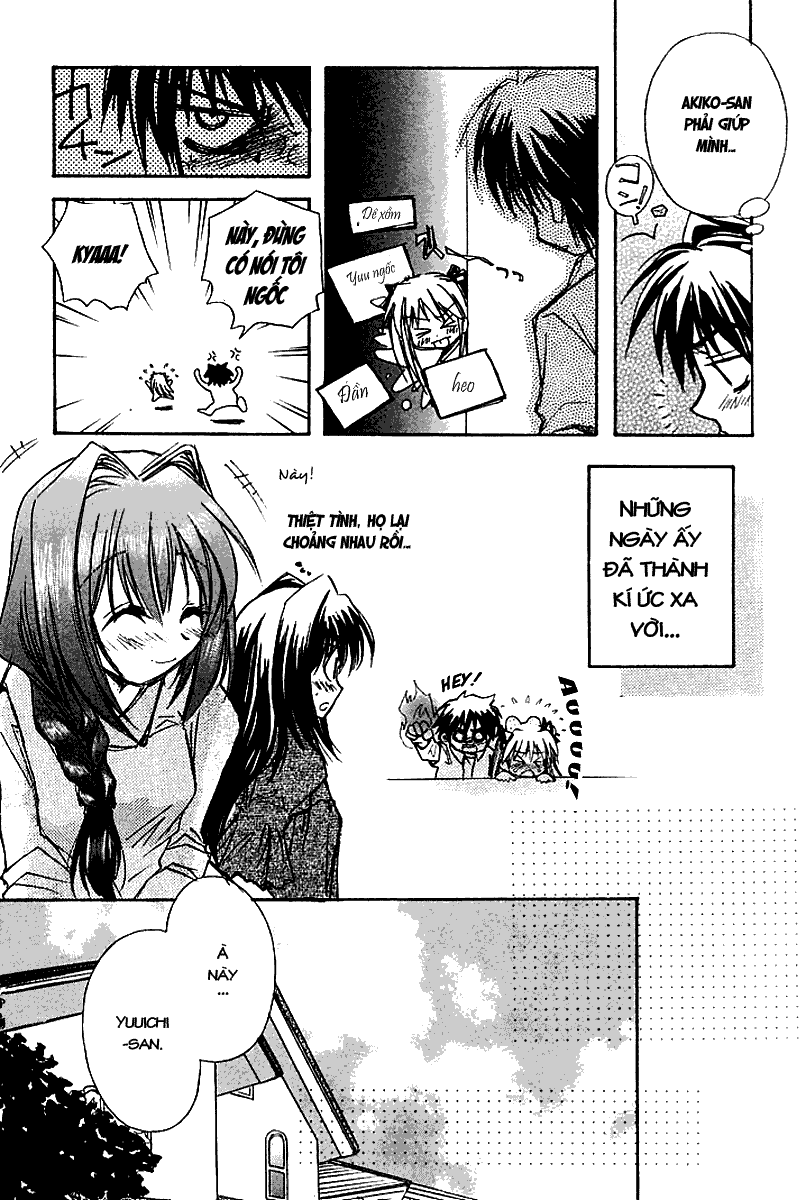 AKIKO-SAN
PHẢI GIÚP
MÌNH...
Dê xồm
Yuu ngốc
Đần
heo
NÀY, ĐỪNG
CÓ NÓI TÔI
NGỐC
KYAAA!
NHỮNG
NGÀY ẤY
ĐÃ THÀNH
KÍ ỨC XA
VỜI...
Này!
THIỆT TÌNH, HỌ LẠI
CHOẢNG NHAU RỒI...
HEY!
AUUUUU!
À
NÀY
...
YUUICHI
-SAN.